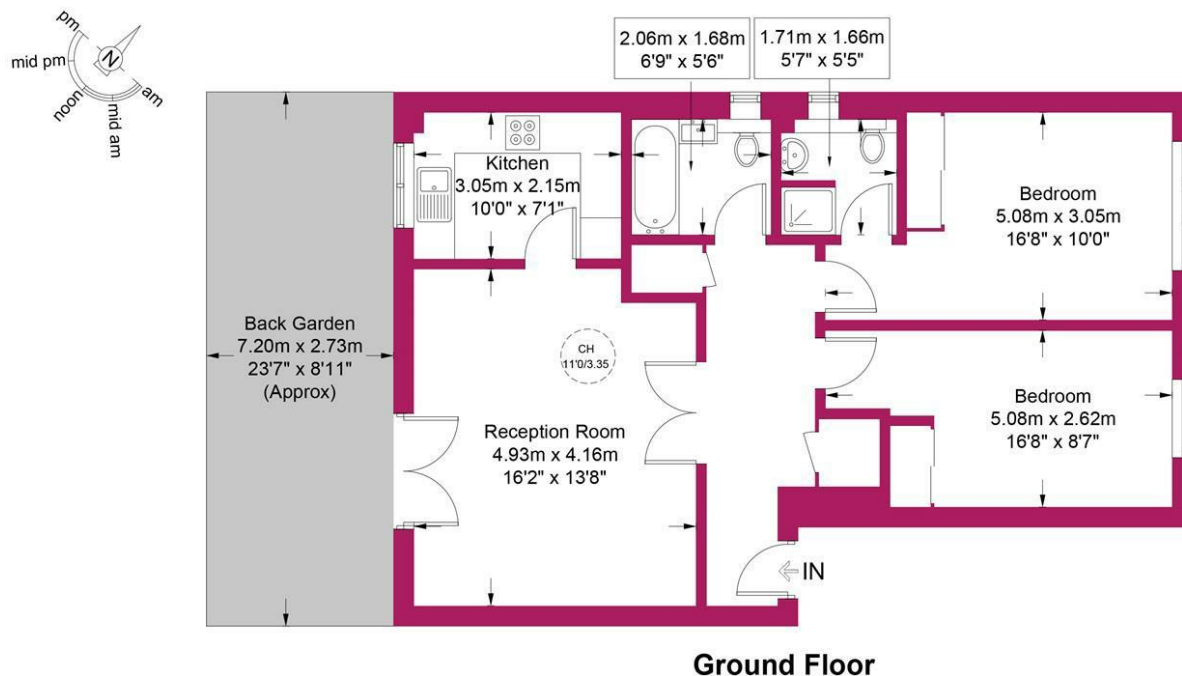 pm
mid pm
N
noon
mid am
am
2.06m x 1.68m
6'9" x 5'6"
1.71m x 1.66m
5'7" x 5'5"
Kitchen
3.05m x 2.15m
10'0" x 7'1"
Bedroom
5.08m x 3.05m
16'8" x 10'0"
Back Garden
7.20m x 2.73m
23'7" x 8'11"
(Approx)
CH
11'0/3.35
Reception Room
4.93m x 4.16m
16'2" x 13'8"
Bedroom
5.08m x 2.62m
16'8" x 8'7"
IN
Ground Floor